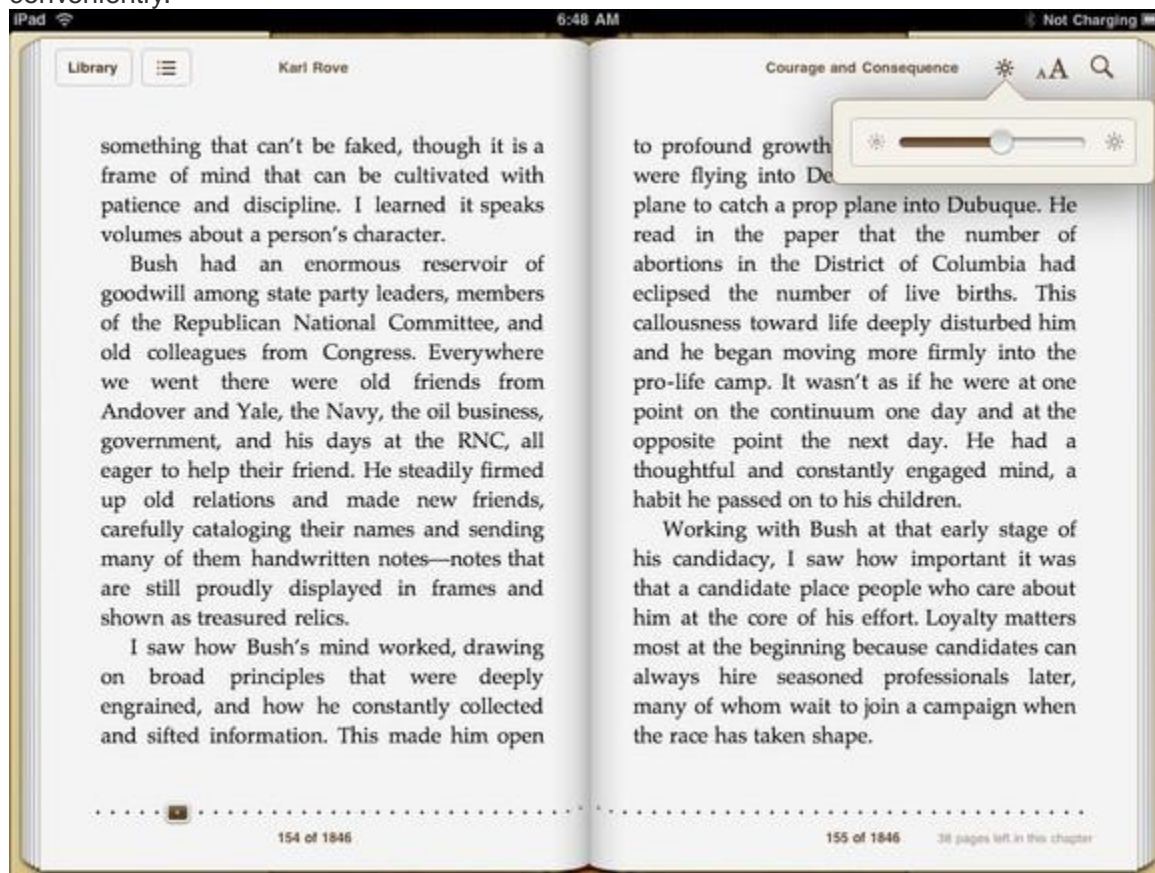 conveniently.
iPad
6:48 AM
Not Charging
Library
Karl Rove
Courage and Consequence
AA
something that can't be faked, though it is a
frame of mind that can be cultivated with
patience and discipline. I learned it speaks
volumes about a person's character.
Bush had an enormous reservoir of
goodwill among state party leaders, members
of the Republican National Committee, and
old colleagues from Congress. Everywhere
we went there were old friends from
Andover and Yale, the Navy, the oil business,
government, and his days at the RNC, all
eager to help their friend. He steadily firmed
up old relations and made new friends,
carefully cataloging their names and sending
many of them handwritten notes—notes that
are still proudly displayed in frames and
shown as treasured relics.
I saw how Bush's mind worked, drawing
on broad principles that were deeply
engrained, and how he constantly collected
and sifted information. This made him open
154 of 1846
to profound growth
were flying into De
plane to catch a prop plane into Dubuque. He
read in the paper that the number of
abortions in the District of Columbia had
eclipsed the number of live births. This
callousness toward life deeply disturbed him
and he began moving more firmly into the
pro-life camp. It wasn't as if he were at one
point on the continuum one day and at the
opposite point the next day. He had a
thoughtful and constantly engaged mind, a
habit he passed on to his children.
Working with Bush at that early stage of
his candidacy, I saw how important it was
that a candidate place people who care about
him at the core of his effort. Loyalty matters
most at the beginning because candidates can
always hire seasoned professionals later,
many of whom wait to join a campaign when
the race has taken shape.
155 of 1846
38 pages left in this chapter